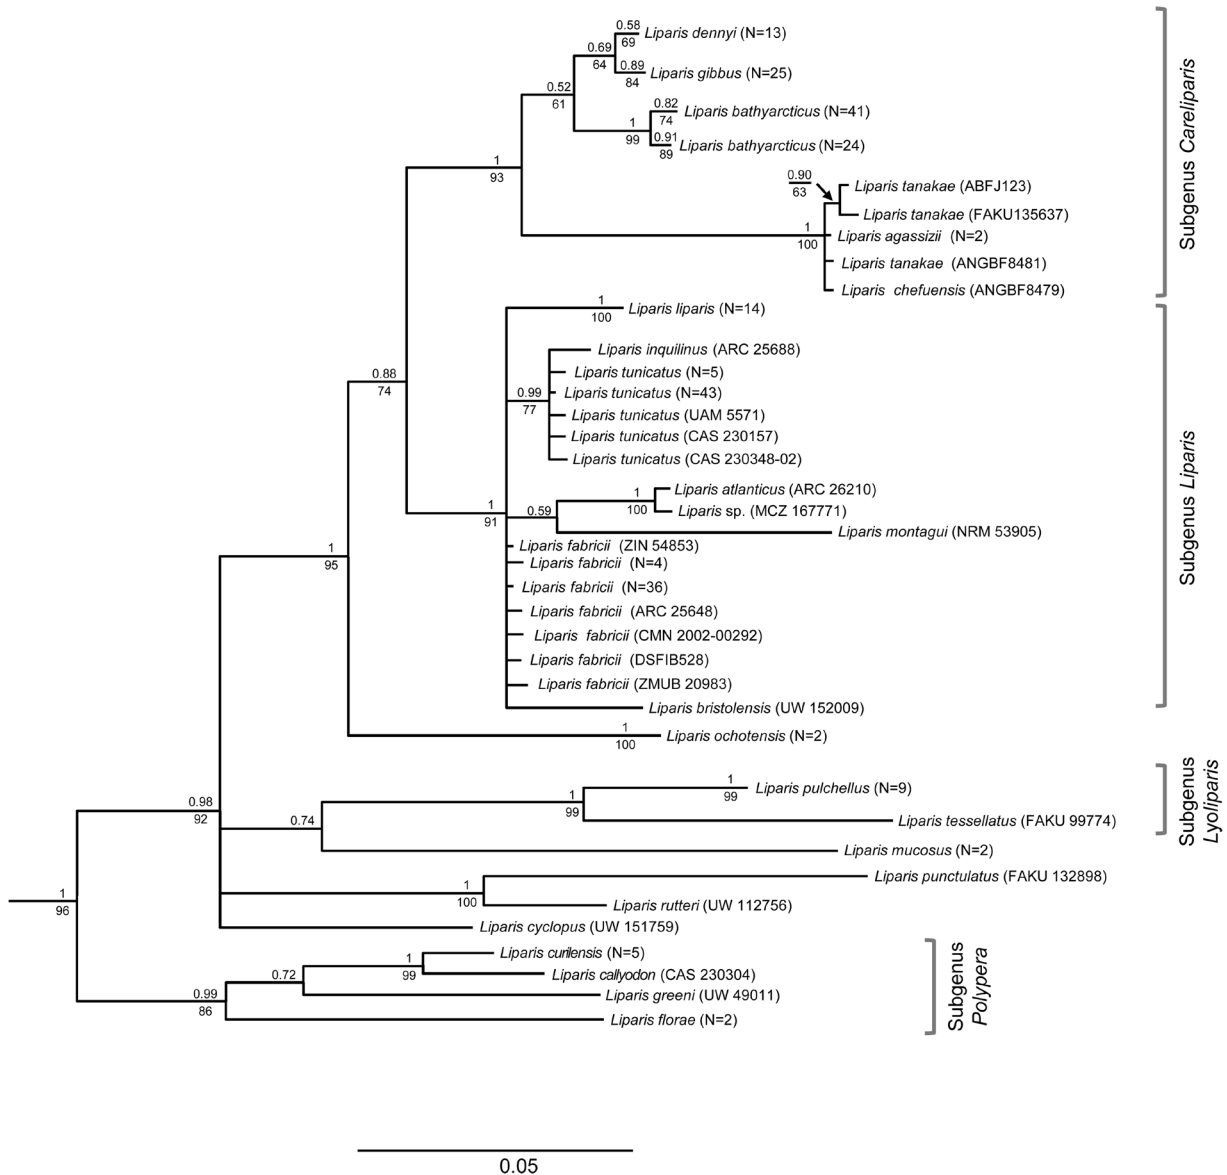 0.58
69
Liparis dennyi (N=13)
0.69
64
0.89
84
Liparis gibbus (N=25)
0.52
61
0.82
74
Liparis bathyarcticus (N=41)
1
99
0.91
89
Liparis bathyarcticus (N=24)
1
93
0.90
63
Liparis tanakae (ABFJ123)
Liparis tanakae (FAKU135637)
1
100
Liparis agassizii (N=2)
Liparis tanakae (ANGBF8481)
Liparis chefuensis (ANGBF8479)
Subgenus Careliparis
1
100
Liparis liparis (N=14)
Liparis inquilinus (ARC 25688)
Liparis tunicatus (N=5)
0.99
77
Liparis tunicatus (N=43)
Liparis tunicatus (UAM 5571)
Liparis tunicatus (CAS 230157)
Liparis tunicatus (CAS 230348-02)
0.88
74
1
100
Liparis atlanticus (ARC 26210)
Liparis sp. (MCZ 167771)
1
91
0.59
Liparis montagui (NRM 53905)
Liparis fabricii (ZIN 54853)
Liparis fabricii (N=4)
Liparis fabricii (N=36)
Liparis fabricii (ARC 25648)
Liparis fabricii (CMN 2002-00292)
Liparis fabricii (DSFIB528)
Liparis fabricii (ZMUB 20983)
Liparis bristolensis (UW 152009)
Subgenus Liparis
1
95
1
100
Liparis ochotensis (N=2)
1
99
Liparis pulchellus (N=9)
1
99
Liparis tessellatus (FAKU 99774)
0.98
92
0.74
Liparis mucosus (N=2)
Subgenus
Lyoliparis
Liparis punctulatus (FAKU 132898)
1
100
Liparis rutteri (UW 112756)
1
96
Liparis cyclopus (UW 151759)
Liparis curilensis (N=5)
1
99
Liparis callyodon (CAS 230304)
0.72
Liparis greeni (UW 49011)
0.99
86
Liparis florae (N=2)
Subgenus
Polypera
0.05